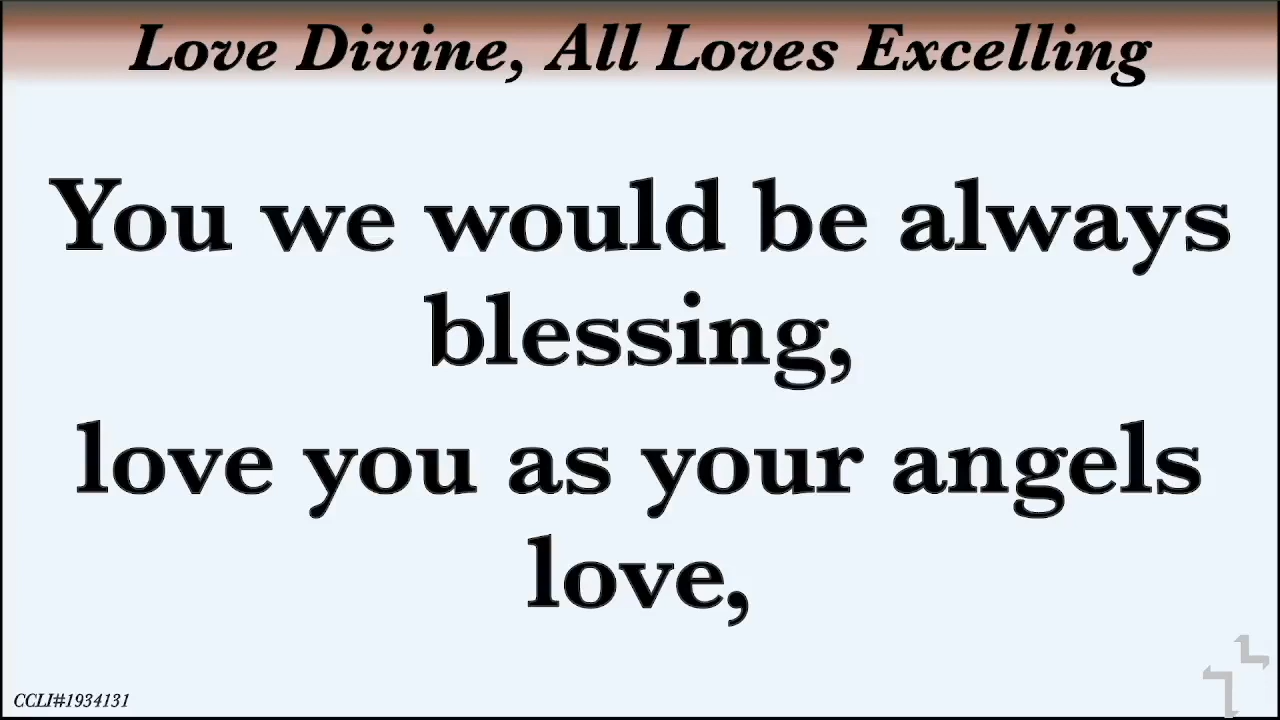 Love Divine, All Loves Excelling
You we would be always
blessing,
love you as your angels
love,
CCLI#1934131